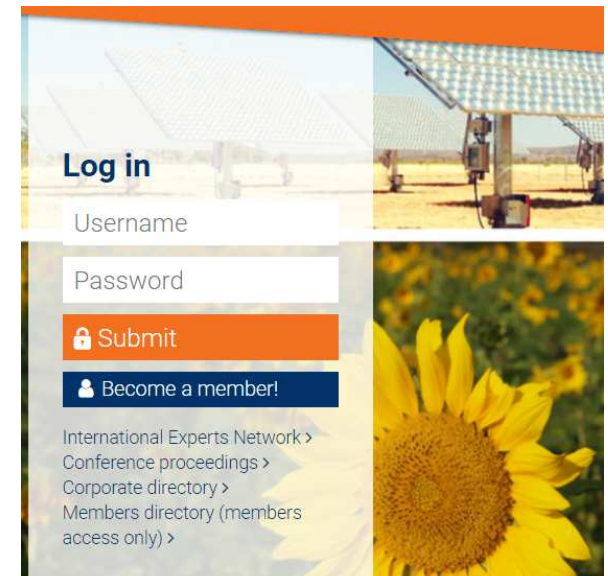 Log in
Username
Password
Submit
Become a member!
International Experts Network >
Conference proceedings >
Corporate directory >
Members directory (members
access only) >